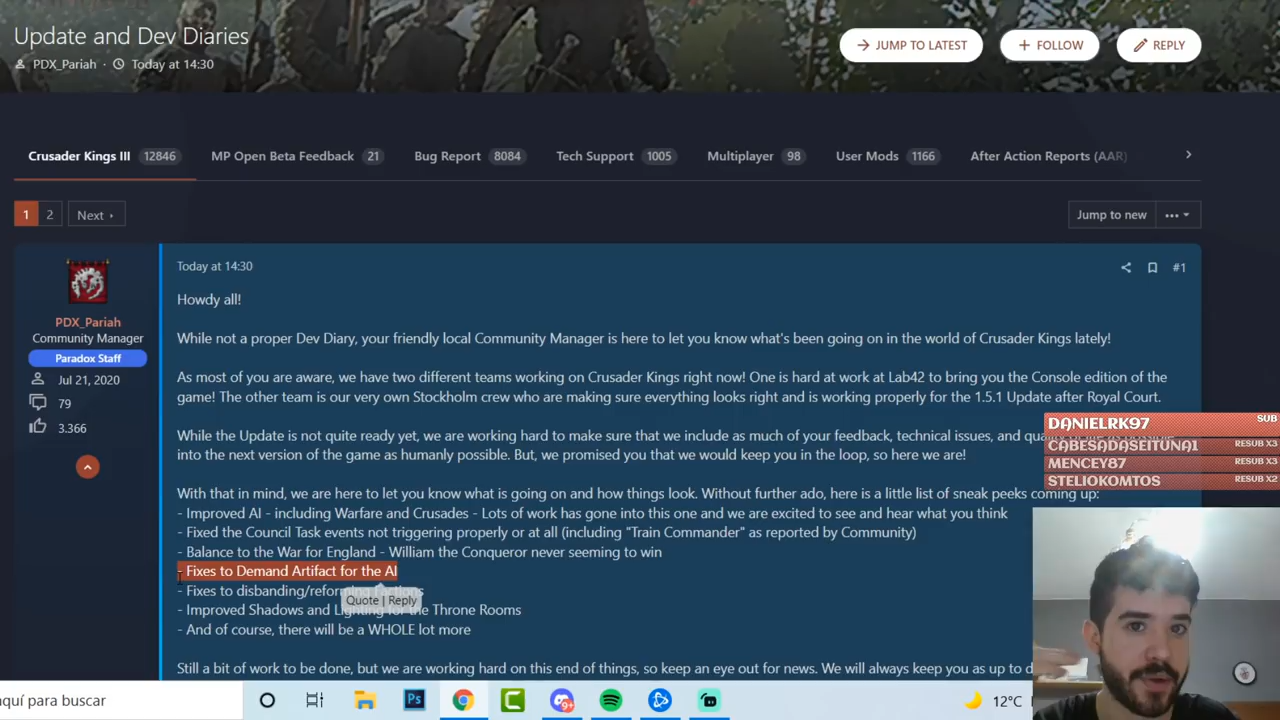 Update and Dev Diaries
PDX_Pariah · Today at 14:30
JUMP TO LATEST
FOLLOW
REPLY
Crusader Kings III 12846
MP Open Beta Feedback 21
Bug Report 8084
Tech Support 1005
Multiplayer 98
User Mods 1166
After Action Reports (AAR)
1
2
Next
Jump to new
PDX_Pariah
Community Manager
Paradox Staff
Jul 21, 2020
79
3.366
Today at 14:30
#1
Howdy all!
While not a proper Dev Diary, your friendly local Community Manager is here to let you know what's been going on in the world of Crusader Kings lately!
As most of you are aware, we have two different teams working on Crusader Kings right now! One is hard at work at Lab42 to bring you the Console edition of the
game! The other team is our very own Stockholm crew who are making sure everything looks right and is working properly for the 1.5.1 Update after Royal Court.
While the Update is not quite ready yet, we are working hard to make sure that we include as much of your feedback, technical issues, and
into the next version of the game as humanly possible. But, we promised you that we would keep you in the loop, so here we are!
With that in mind, we are here to let you know what is going on and how things look. Without further ado, here is a little list of sneak peeks coming up:
- Improved AI - including Warfare and Crusades - Lots of work has gone into this one and we are excited to see and hear what you think
- Fixed the Council Task events not triggering properly or at all (including "Train Commander" as reported by Community)
- Balance to the War for England - William the Conqueror never seeming to win
- Fixes to Demand Artifact for the AI
- Fixes to disbanding/reforming factions
Quote | Reply
- Improved Shadows and Lighting for the Throne Rooms
- And of course, there will be a WHOLE lot more
Still a bit of work to be done, but we are working hard on this end of things, so keep an eye out for news. We will always keep you as up to d
DANIELRK97 SUB
CABESADASEITUNA1 RESUB X3
MENCEY87 RESUB X3
STELIOKOMTOS RESUB X2
aquí para buscar
Ps
C
9+
12°C